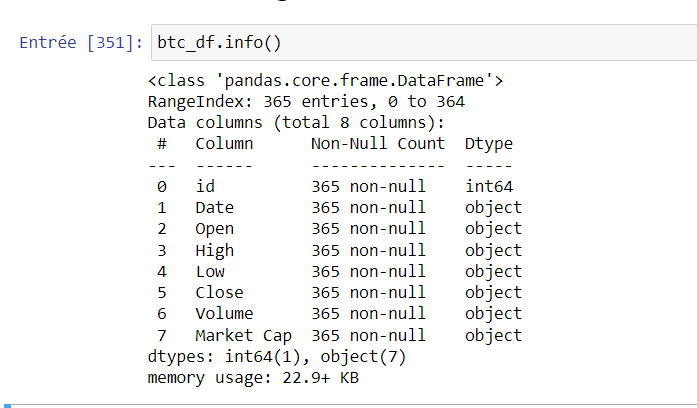 Entrée [351]: btc_df.info()
<class 'pandas.core.frame.DataFrame'>
RangeIndex: 365 entries, 0 to 364
Data columns (total 8 columns):
 #   Column      Non-Null Count  Dtype
---  ------      --------------  -----
 0   id          365 non-null    int64
 1   Date        365 non-null    object
 2   Open        365 non-null    object
 3   High        365 non-null    object
 4   Low         365 non-null    object
 5   Close       365 non-null    object
 6   Volume      365 non-null    object
 7   Market Cap  365 non-null    object
dtypes: int64(1), object(7)
memory usage: 22.9+ KB